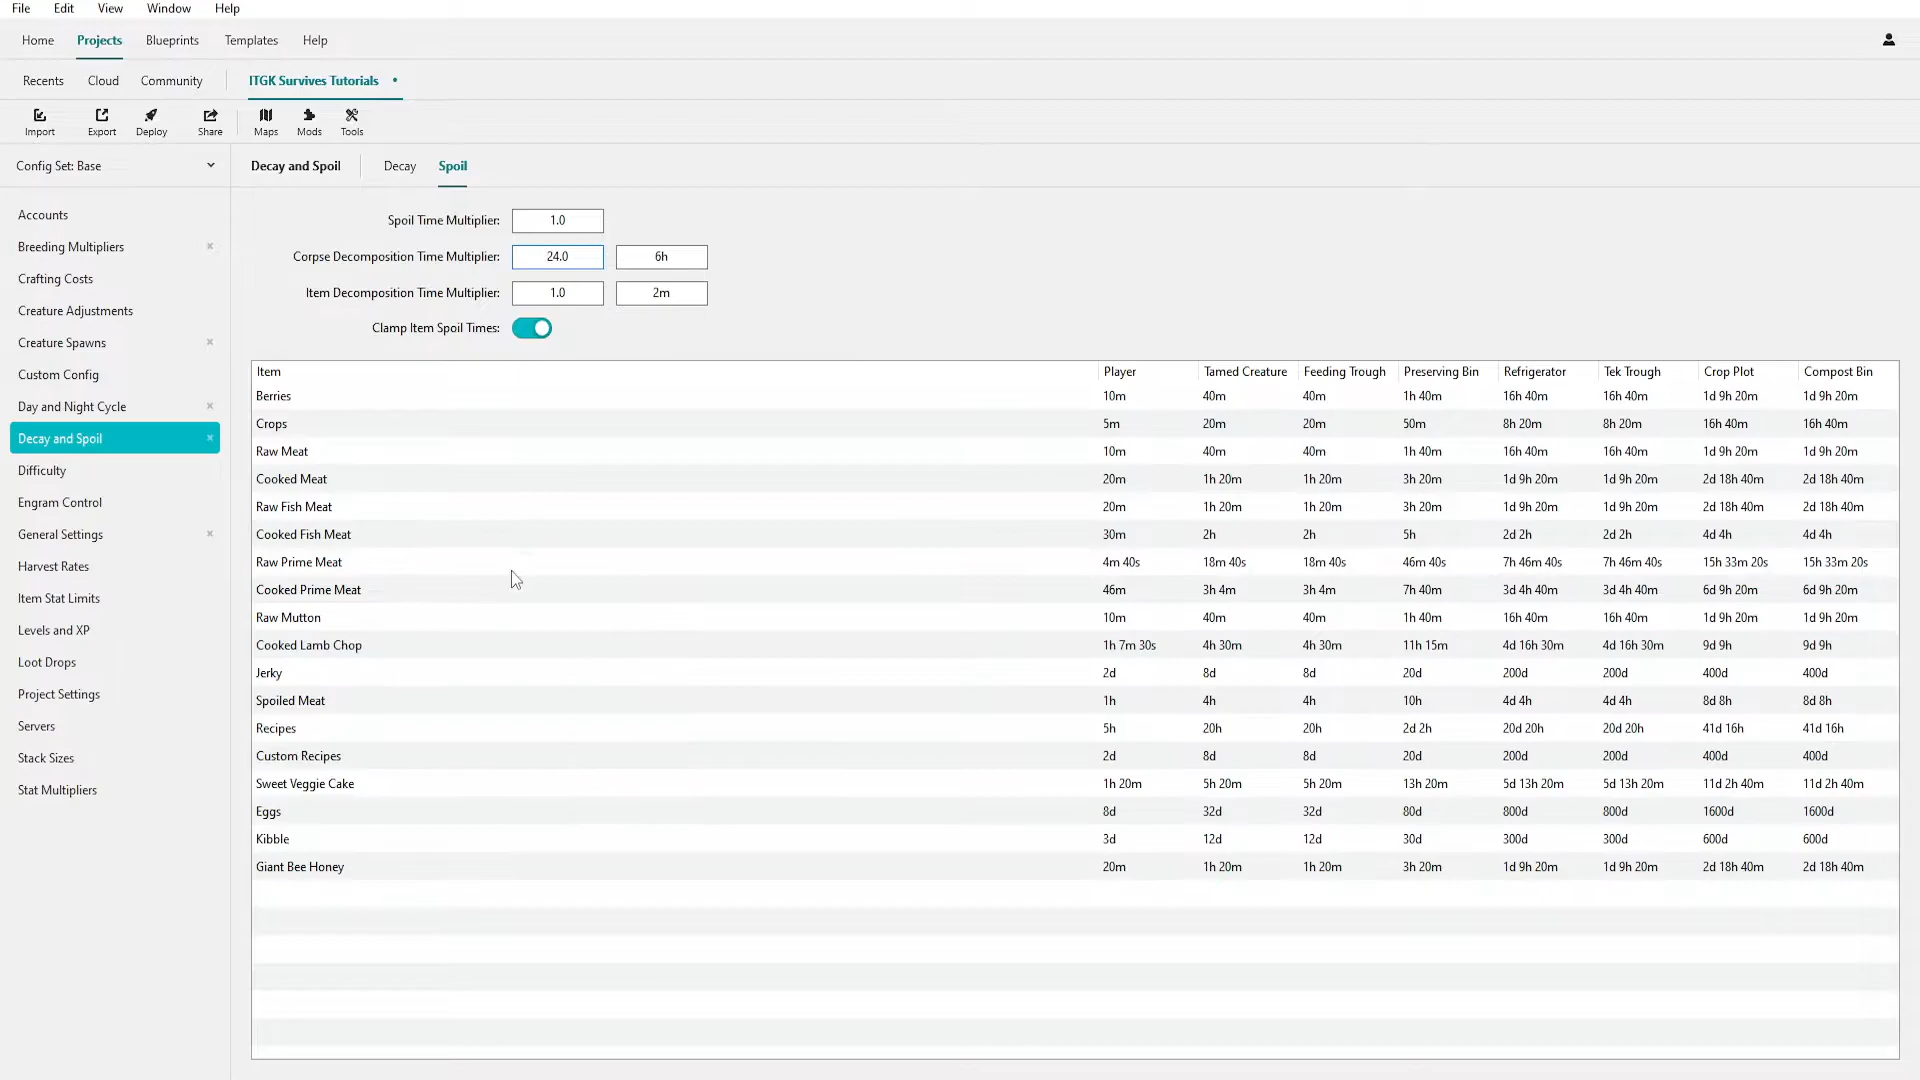 File Edit View Window Help
Home Projects Blueprints Templates Help
Recents Cloud Community ITGK Survives Tutorials •
Import Export Deploy Share Maps Mods Tools
Config Set: Base Decay and Spoil Decay Spoil
Accounts
Breeding Multipliers ×
Crafting Costs
Creature Adjustments
Creature Spawns ×
Custom Config
Day and Night Cycle ×
Decay and Spoil ×
Difficulty
Engram Control
General Settings ×
Harvest Rates
Item Stat Limits
Levels and XP
Loot Drops
Project Settings
Servers
Stack Sizes
Stat Multipliers
Spoil Time Multiplier: 1.0
Corpse Decomposition Time Multiplier: 24.0 6h
Item Decomposition Time Multiplier: 1.0 2m
Clamp Item Spoil Times:
Item Player Tamed Creature Feeding Trough Preserving Bin Refrigerator Tek Trough Crop Plot Compost Bin
Berries 10m 40m 40m 1h 40m 16h 40m 16h 40m 1d 9h 20m 1d 9h 20m
Crops 5m 20m 20m 50m 8h 20m 8h 20m 16h 40m 16h 40m
Raw Meat 10m 40m 40m 1h 40m 16h 40m 16h 40m 1d 9h 20m 1d 9h 20m
Cooked Meat 20m 1h 20m 1h 20m 3h 20m 1d 9h 20m 1d 9h 20m 2d 18h 40m 2d 18h 40m
Raw Fish Meat 20m 1h 20m 1h 20m 3h 20m 1d 9h 20m 1d 9h 20m 2d 18h 40m 2d 18h 40m
Cooked Fish Meat 30m 2h 2h 5h 2d 2h 2d 2h 4d 4h 4d 4h
Raw Prime Meat 4m 40s 18m 40s 18m 40s 46m 40s 7h 46m 40s 7h 46m 40s 15h 33m 20s 15h 33m 20s
Cooked Prime Meat 46m 3h 4m 3h 4m 7h 40m 3d 4h 40m 3d 4h 40m 6d 9h 20m 6d 9h 20m
Raw Mutton 10m 40m 40m 1h 40m 16h 40m 16h 40m 1d 9h 20m 1d 9h 20m
Cooked Lamb Chop 1h 7m 30s 4h 30m 4h 30m 11h 15m 4d 16h 30m 4d 16h 30m 9d 9h 9d 9h
Jerky 2d 8d 8d 20d 200d 200d 400d 400d
Spoiled Meat 1h 4h 4h 10h 4d 4h 4d 4h 8d 8h 8d 8h
Recipes 5h 20h 20h 2d 2h 20d 20h 20d 20h 41d 16h 41d 16h
Custom Recipes 2d 8d 8d 20d 200d 200d 400d 400d
Sweet Veggie Cake 1h 20m 5h 20m 5h 20m 13h 20m 5d 13h 20m 5d 13h 20m 11d 2h 40m 11d 2h 40m
Eggs 8d 32d 32d 80d 800d 800d 1600d 1600d
Kibble 3d 12d 12d 30d 300d 300d 600d 600d
Giant Bee Honey 20m 1h 20m 1h 20m 3h 20m 1d 9h 20m 1d 9h 20m 2d 18h 40m 2d 18h 40m